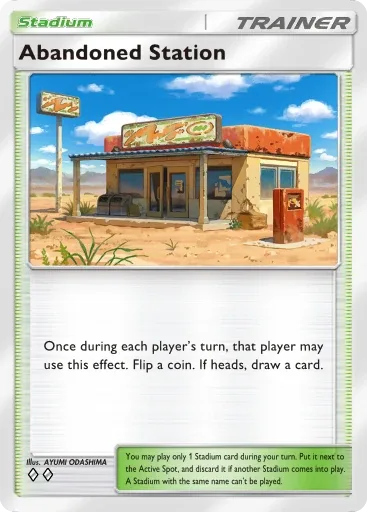 Stadium
TRAINER
Abandoned Station
Once during each player's turn, that player may
use this effect. Flip a coin. If heads, draw a card.
Illus. AYUMI ODASHIMA
You may play only 1 Stadium card during your turn. Put it next to
the Active Spot, and discard it if another Stadium comes into play.
A Stadium with the same name can't be played.